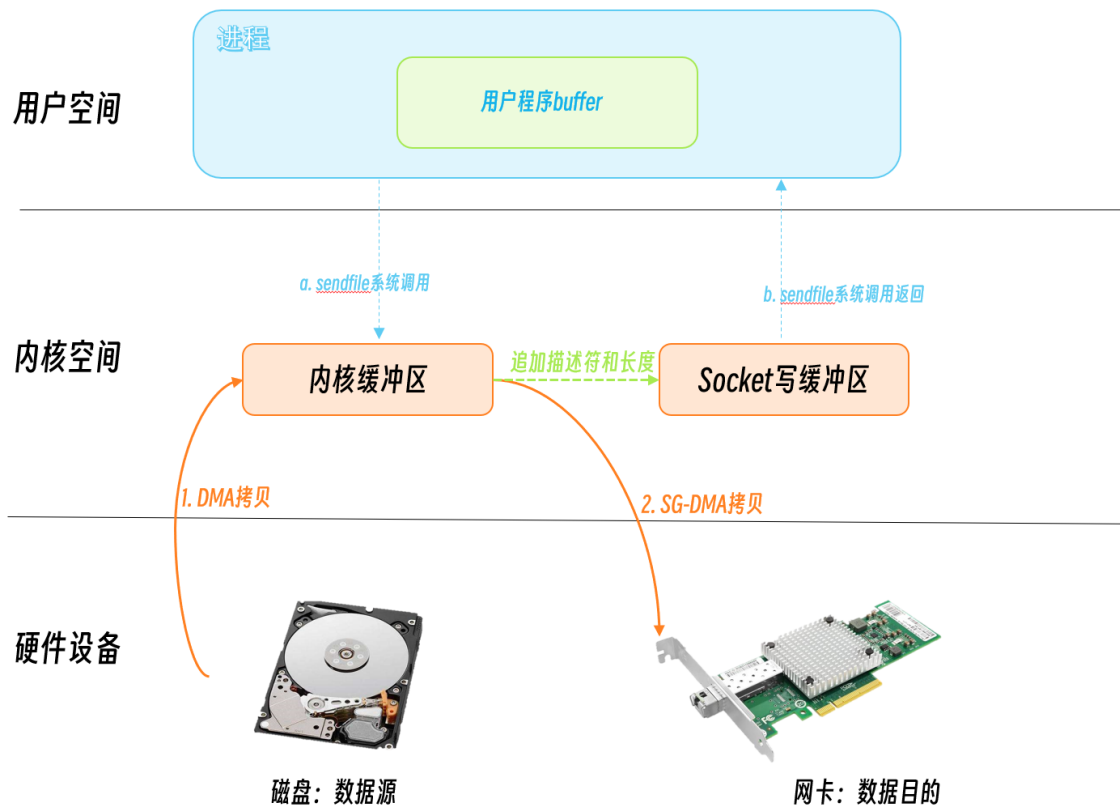 进程
用户程序buffer
用户空间
a. sendfile系统调用
b. sendfile系统调用返回
内核空间
内核缓冲区
追加描述符和长度
Socket写缓冲区
1. DMA拷贝
2. SG-DMA拷贝
硬件设备
磁盘：数据源
网卡：数据目的